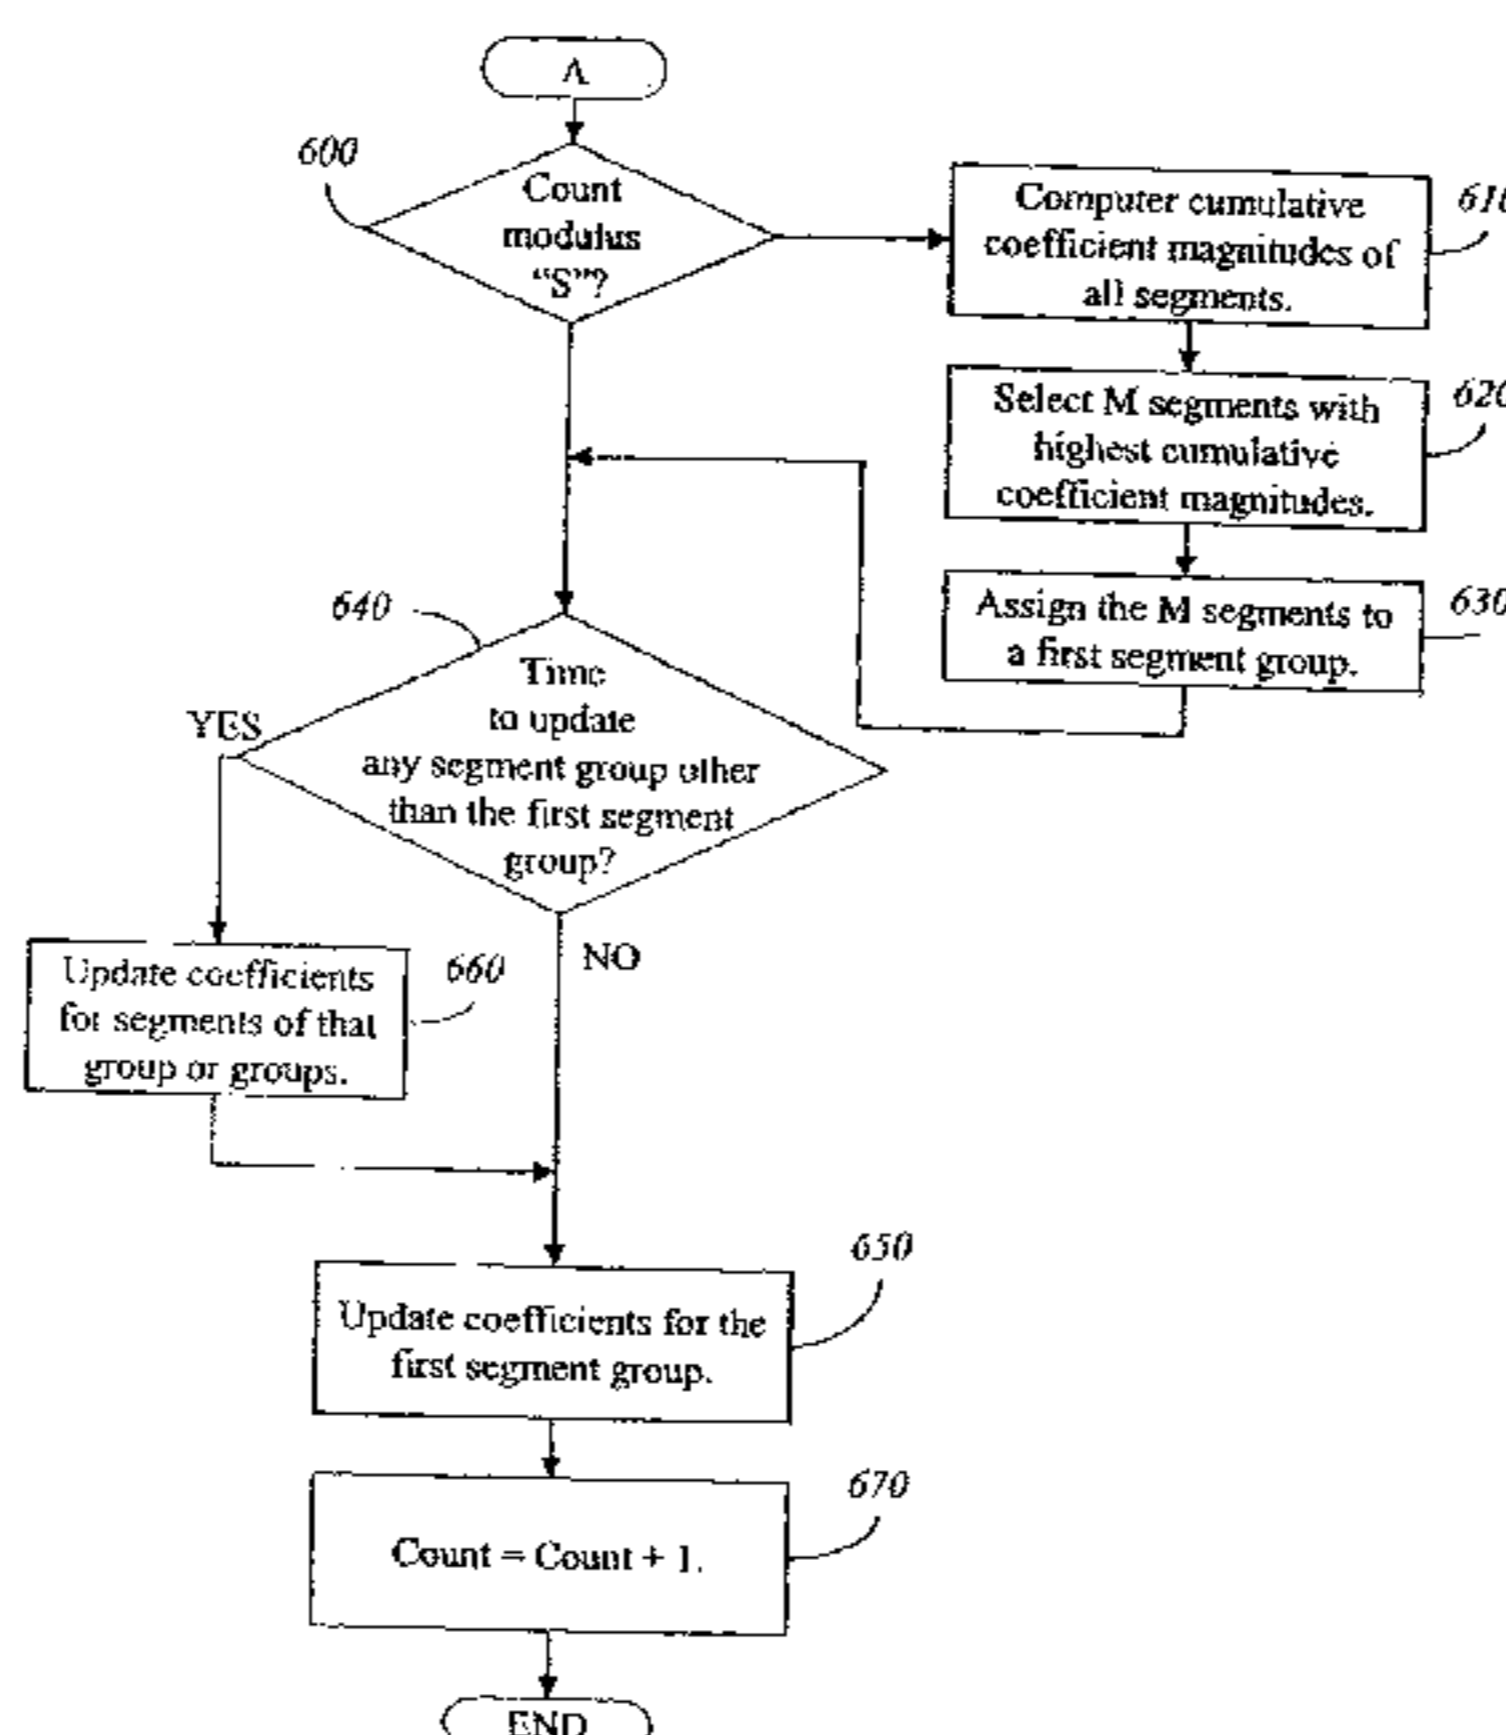 A
600
Count
modulus
“S”?
Computer cumulative
coefficient magnitudes of
all segments.
610
Select M segments with
highest cumulative
coefficient magnitudes.
620
Assign the M segments to
a first segment group.
630
640
Time
to update
any segment group other
than the first segment
group?
YES
NO
Update coefficients
for segments of that
group or groups.
660
650
Update coefficients for the
first segment group.
670
Count = Count + 1.
END